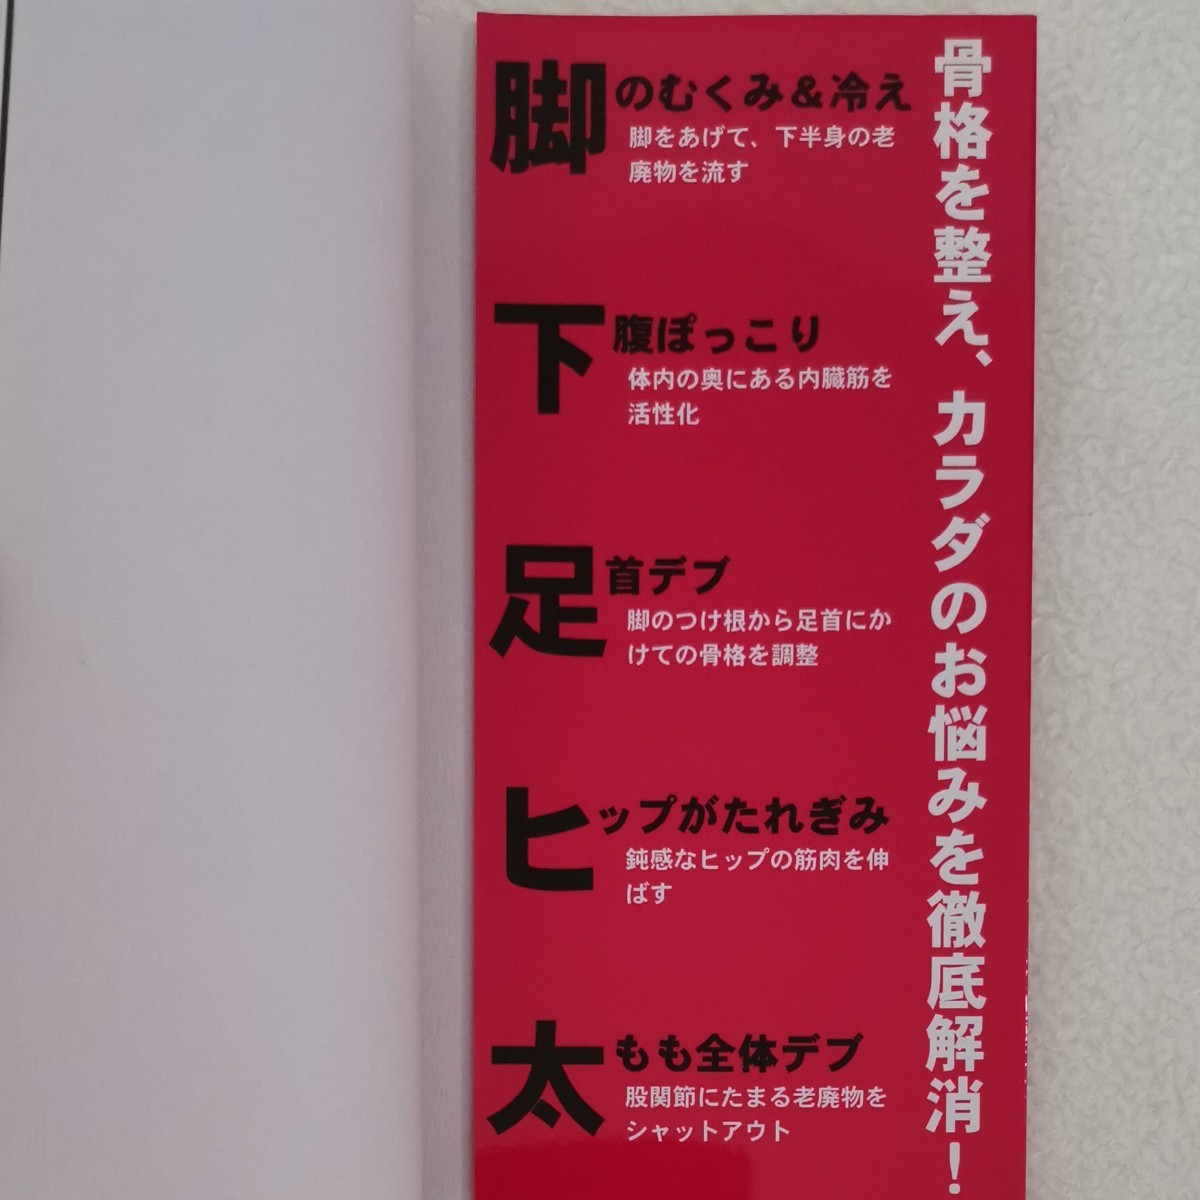 骨格を整え、カラダのお悩みを徹底解消！
脚のむくみ＆冷え
脚をあげて、下半身の老
廃物を流す
下腹ぽっこり
体内の奥にある内臓筋を
活性化
足首デブ
脚のつけ根から足首にか
けての骨格を調整
ヒップがたれぎみ
鈍感なヒップの筋肉を伸
ばす
太もも全体デブ
股関節にたまる老廃物を
シャットアウト